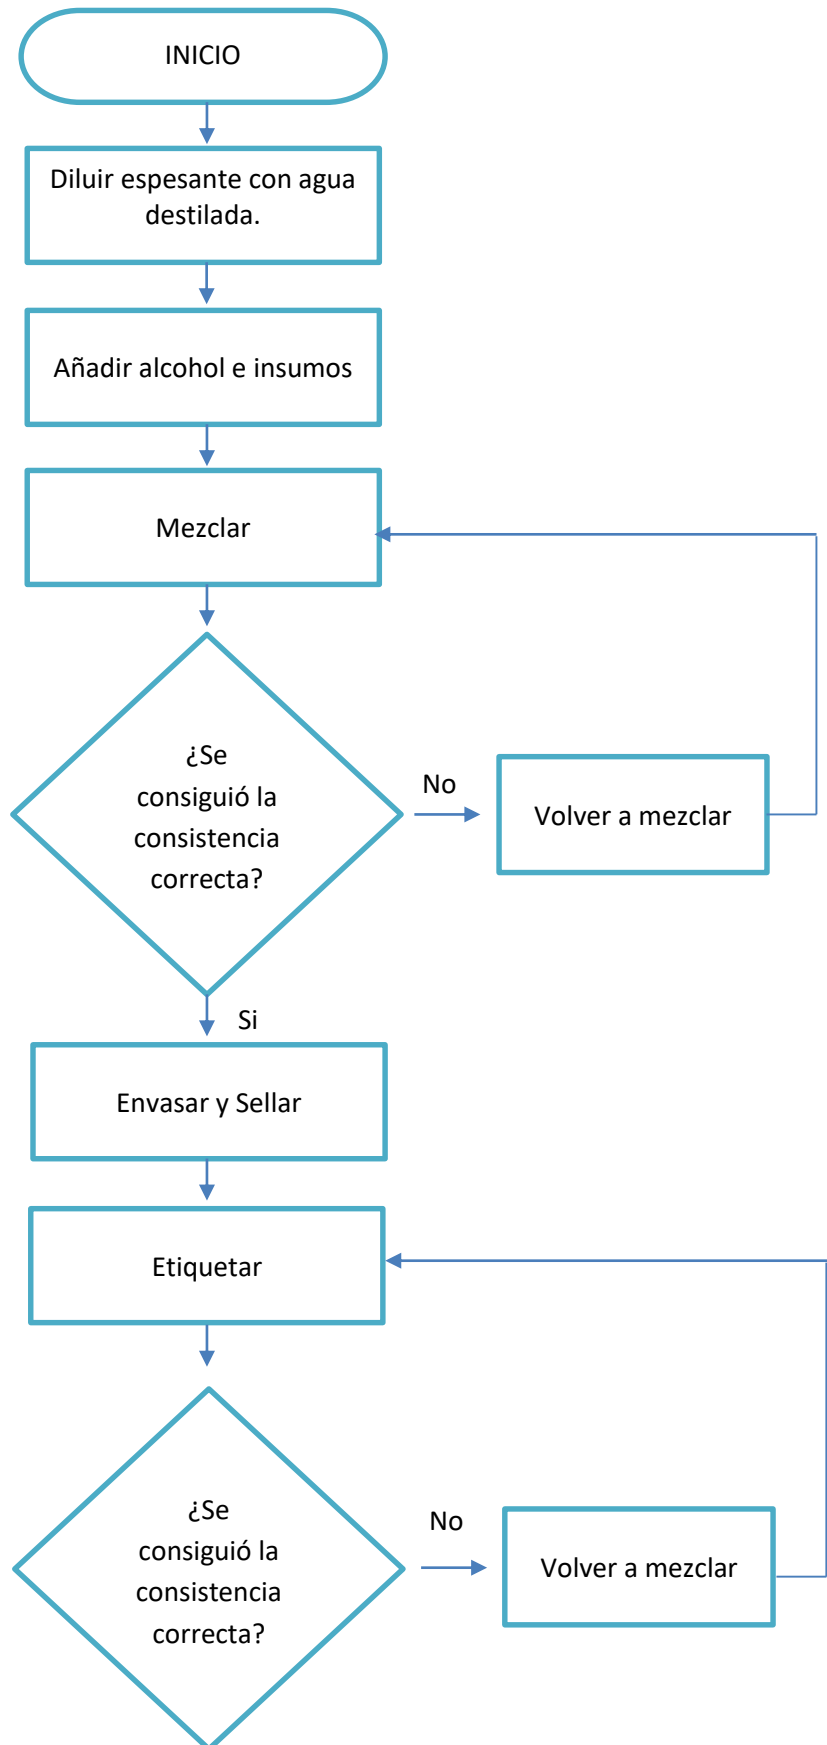 INICIO
Diluir espesante con agua
destilada.
Añadir alcohol e insumos
Mezclar
¿Se
consiguió la
consistencia
correcta?
No
Volver a mezclar
Si
Envasar y Sellar
Etiquetar
¿Se
consiguió la
consistencia
correcta?
No
Volver a mezclar